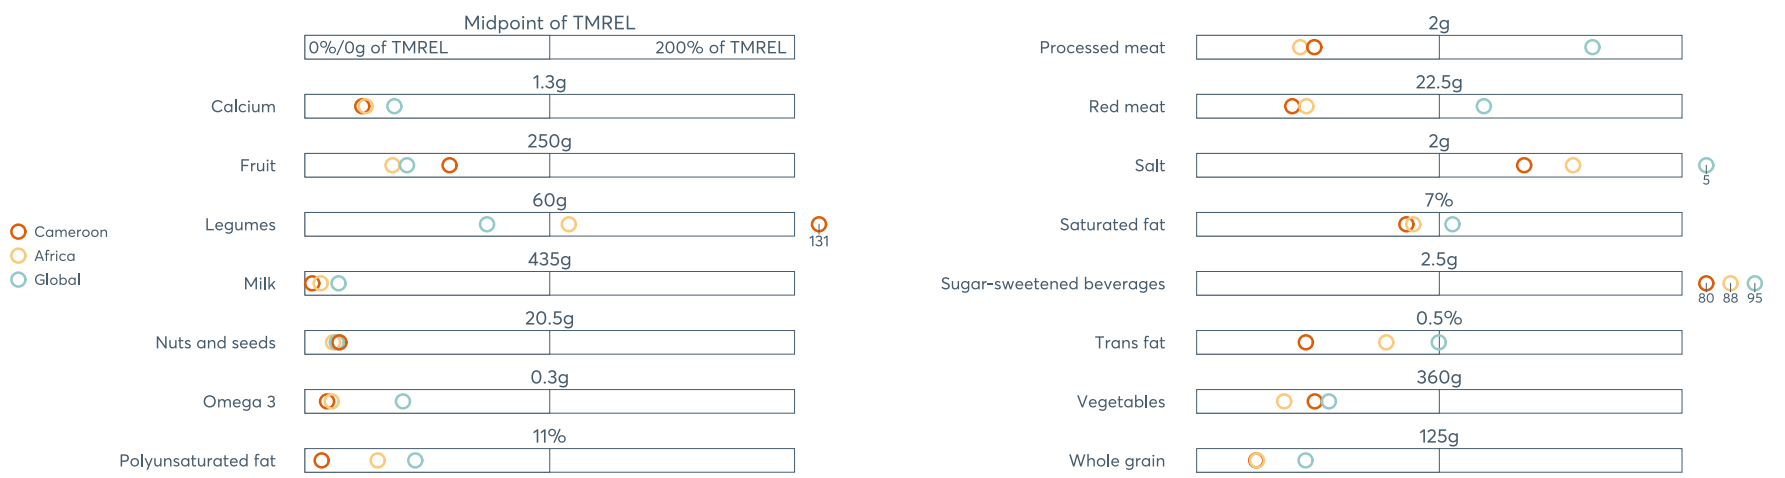 Midpoint of TMREL
0%/0g of TMREL 200% of TMREL
1.3g
Calcium
250g
Fruit
60g
Legumes
131
435g
Milk
20.5g
Nuts and seeds
0.3g
Omega 3
11%
Polyunsaturated fat
Cameroon
Africa
Global
2g
Processed meat
22.5g
Red meat
2g
Salt
5
7%
Saturated fat
2.5g
Sugar-sweetened beverages
80 88 95
0.5%
Trans fat
360g
Vegetables
125g
Whole grain